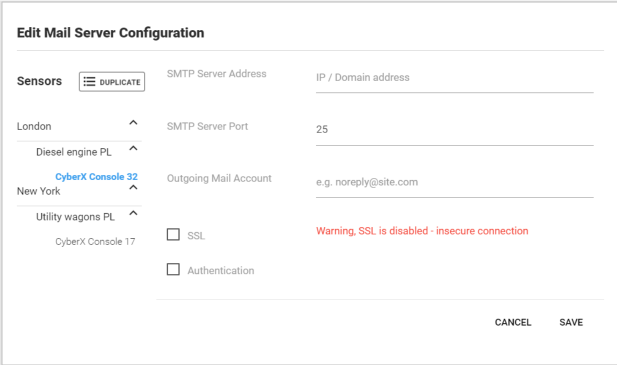 Edit Mail Server Configuration
Sensors
DUPLICATE
London
Diesel engine PL
CyberX Console 32
New York
Utility wagons PL
CyberX Console 17
SMTP Server Address
IP / Domain address
SMTP Server Port
25
Outgoing Mail Account
e.g. noreply@site.com
SSL
Warning, SSL is disabled - insecure connection
Authentication
CANCEL
SAVE